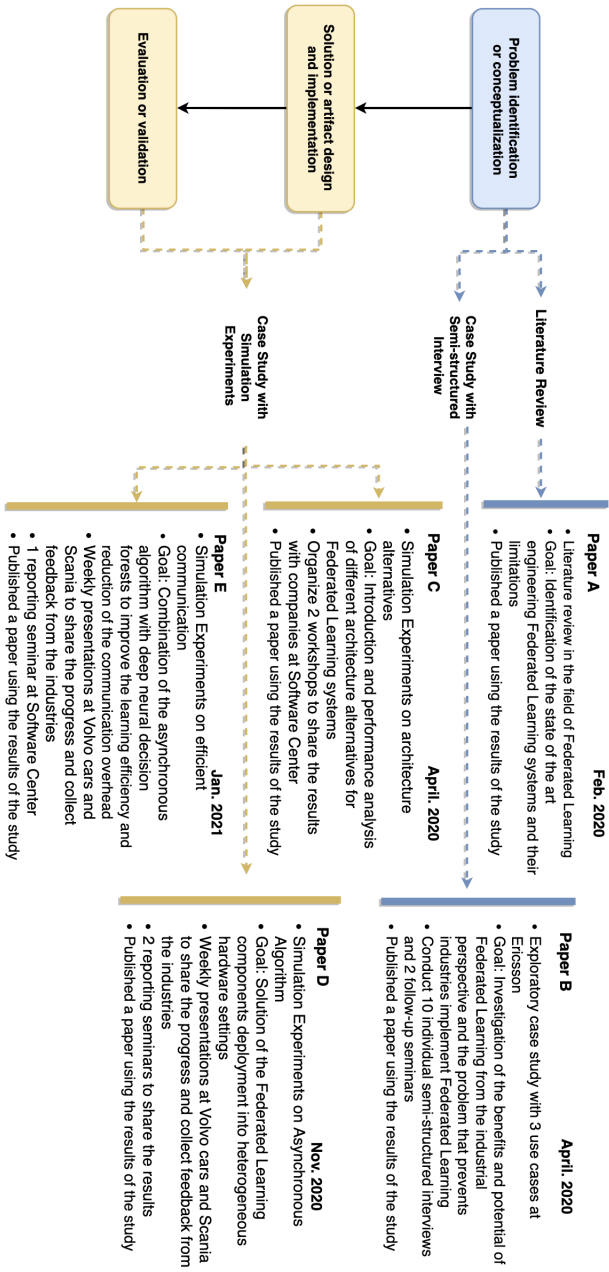 Problem identification
or conceptualization
Solution or artifact design
and implementation
Evaluation or validation
Literature Review
Case Study with
Semi-structured
Interview
Case Study with
Simulation
Experiments
Paper A Feb. 2020
• Literature review in the field of Federated Learning
• Goal: Identification of the state of the art
engineering Federated Learning systems and their
limitations
• Published a paper using the results of the study
Paper B April. 2020
• Exploratory case study with 3 use cases at
Ericsson
• Goal: Investigation of the benefits and potential of
Federated Learning from the industrial
perspective and the problem that prevents
industries implement Federated Learning
• Conduct 10 individual semi-structured interviews
and 2 follow-up seminars
• Published a paper using the results of the study
Paper C April. 2020
• Simulation Experiments on architecture
alternatives
• Goal: Introduction and performance analysis
of different architecture alternatives for
Federated Learning systems
• Organize 2 workshops to share the results
with companies at Software Center
• Published a paper using the results of the study
Paper D Nov. 2020
• Simulation Experiments on Asynchronous
Algorithm
• Goal: Solution of the Federated Learning
components deployment into heterogeneous
hardware settings
• Weekly presentations at Volvo cars and Scania
to share the progress and collect feedback from
the industries
• 2 reporting seminars to share the results
• Published a paper using the results of the study
Paper E Jan. 2021
• Simulation Experiments on efficient
communication
• Goal: Combination of the asynchronous
algorithm with deep neural decision
forests to improve the learning efficiency and
reduction of the communication overhead
• Weekly presentations at Volvo cars and
Scania to share the progress and collect
feedback from the industries
• 1 reporting seminar at Software Center
• Published a paper using the results of the study